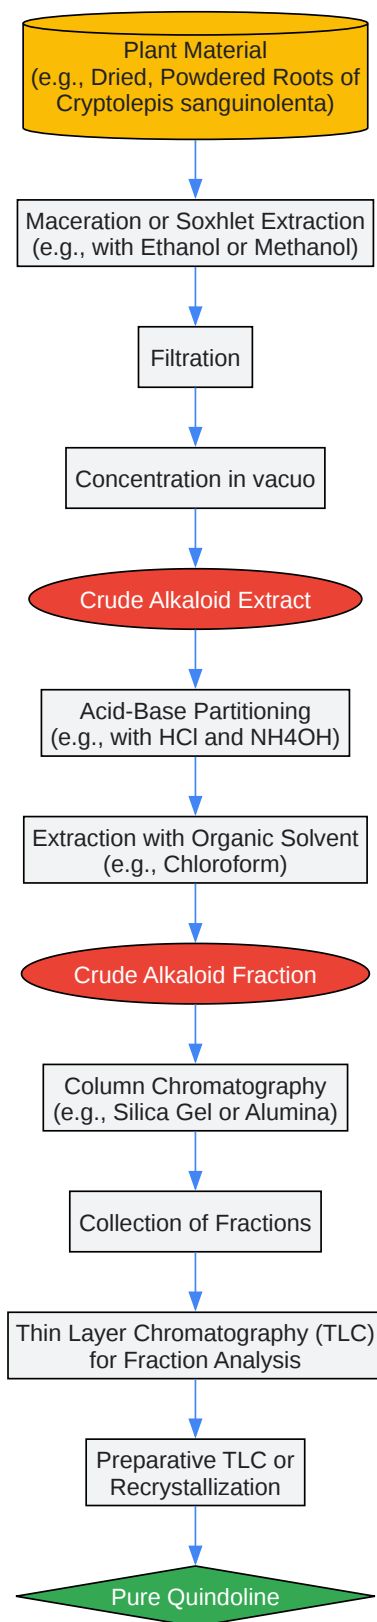 Plant Material
(e.g., Dried, Powdered Roots of
Cryptolepis sanguinolenta)
Maceration or Soxhlet Extraction
(e.g., with Ethanol or Methanol)
Filtration
Concentration in vacuo
Crude Alkaloid Extract
Acid-Base Partitioning
(e.g., with HCl and NH4OH)
Extraction with Organic Solvent
(e.g., Chloroform)
Crude Alkaloid Fraction
Column Chromatography
(e.g., Silica Gel or Alumina)
Collection of Fractions
Thin Layer Chromatography (TLC)
for Fraction Analysis
Preparative TLC or
Recrystallization
Pure Quindoline